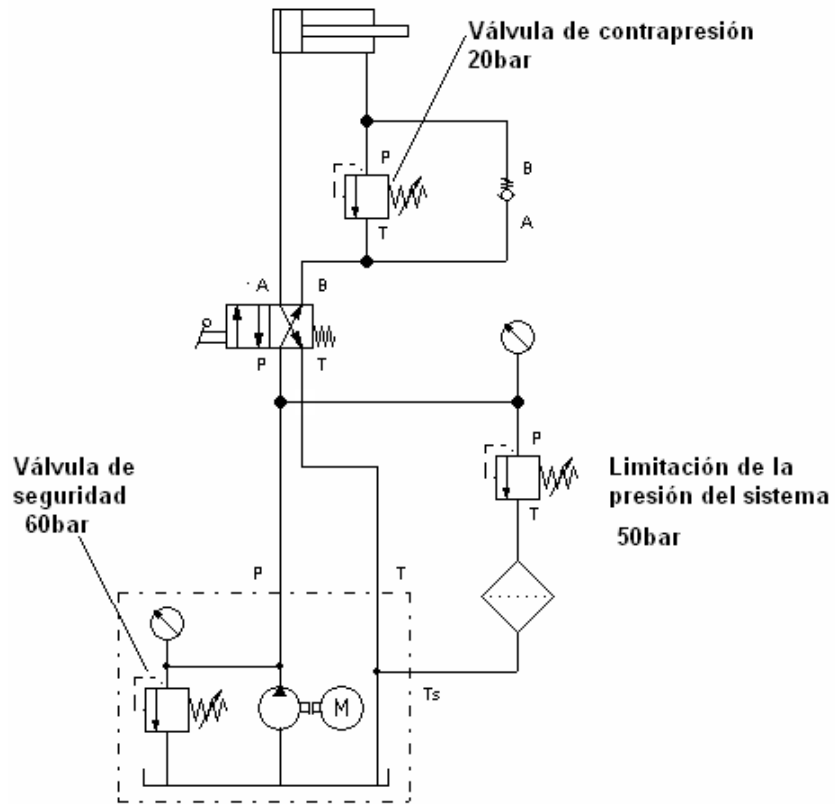 Válvula de contrapresión
20bar
P
B
T
A
A
B
P
T
P
Válvula de
seguridad
60bar
Limitación de la
presión del sistema
50bar
T
P
T
Ts
M